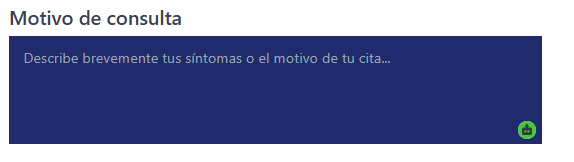 Motivo de consulta
Describe brevemente tus síntomas o el motivo de tu cita...